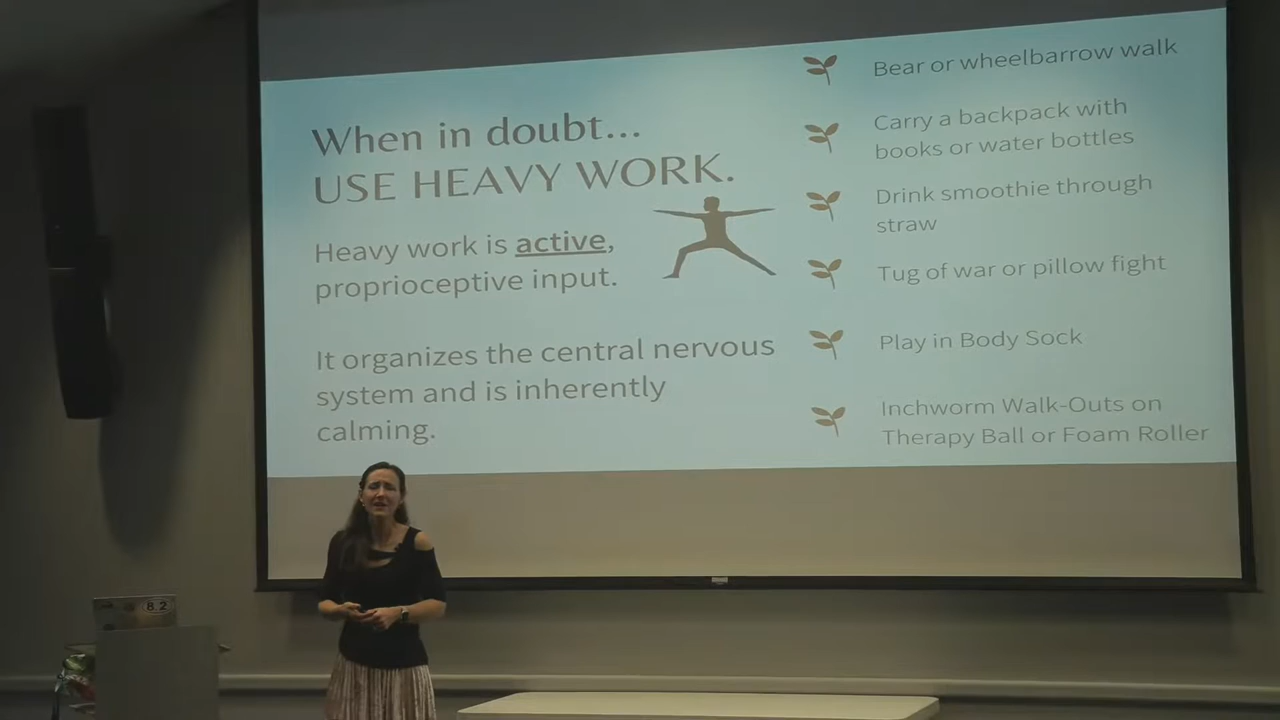 When in doubt...
USE HEAVY WORK.
Heavy work is active,
proprioceptive input.
It organizes the central nervous
system and is inherently
calming.
Bear or wheelbarrow walk
Carry a backpack with
books or water bottles
Drink smoothie through
straw
Tug of war or pillow fight
Play in Body Sock
Inchworm Walk-Outs on
Therapy Ball or Foam Roller
8.2